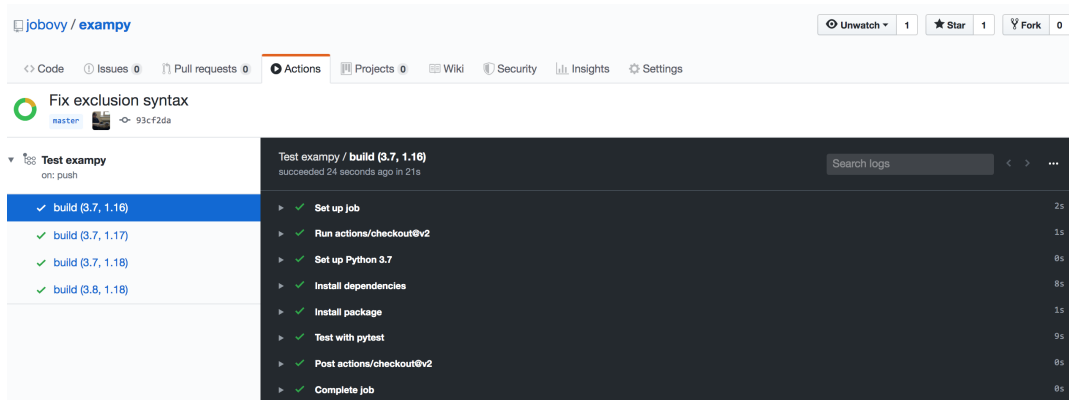 jobovy / exampy
Unwatch 1 Star 1 Fork 0
Code Issues 0 Pull requests 0 Actions Projects 0 Wiki Security Insights Settings
Fix exclusion syntax
master 93cf2da
Test exampy
on: push
build (3.7, 1.16)
build (3.7, 1.17)
build (3.7, 1.18)
build (3.8, 1.18)
Test exampy / build (3.7, 1.16)
succeeded 24 seconds ago in 21s
Search logs
Set up job 2s
Run actions/checkout@v2 1s
Set up Python 3.7 0s
Install dependencies 8s
Install package 1s
Test with pytest 9s
Post actions/checkout@v2 0s
Complete job 0s